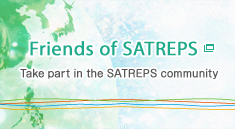 Friends of SATREPS
Take part in the SATREPS community